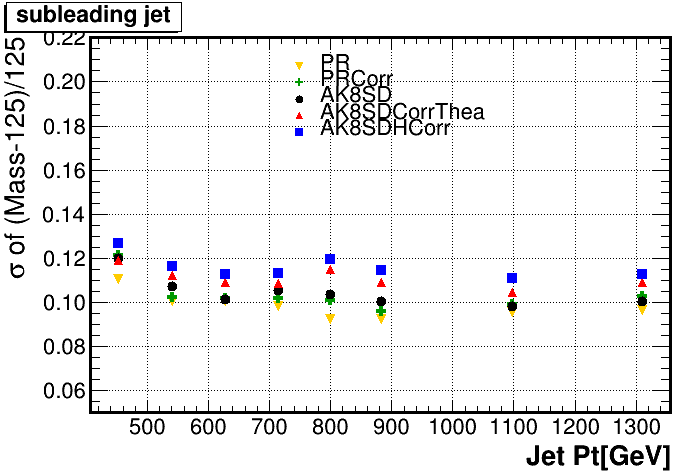 subleading jet
σ of (Mass-125)/125
0.22
0.20
0.18
0.16
0.14
0.12
0.10
0.08
0.06
PR
PRCorr
AK8SD
AK8SDCorrThea
AK8SDHCorr
500 600 700 800 900 1000 1100 1200 1300
Jet Pt[GeV]